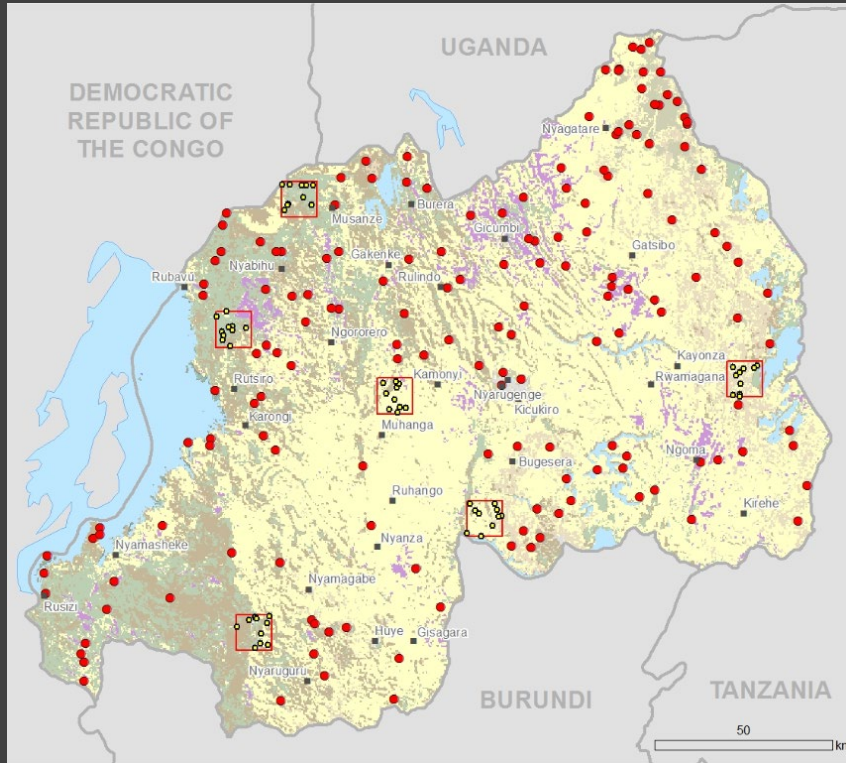 UGANDA
DEMOCRATIC
REPUBLIC OF
THE CONGO
Nyagatare
Musanze
Burera
Gicumbi
Gatsibo
Gakenke
Nyabihu
Rubavu
Rulindo
Ngororero
Kayonza
Rwamagana
Rutsiro
Kamonyi
Nyarugenge
Kicukiro
Karongi
Muhanga
Bugesera
Ngoma
Ruhango
Kirehe
Nyanza
Nyamasheke
Nyamagabe
Rusizi
Huye
Gisagara
Nyaruguru
BURUNDI
TANZANIA
50
km